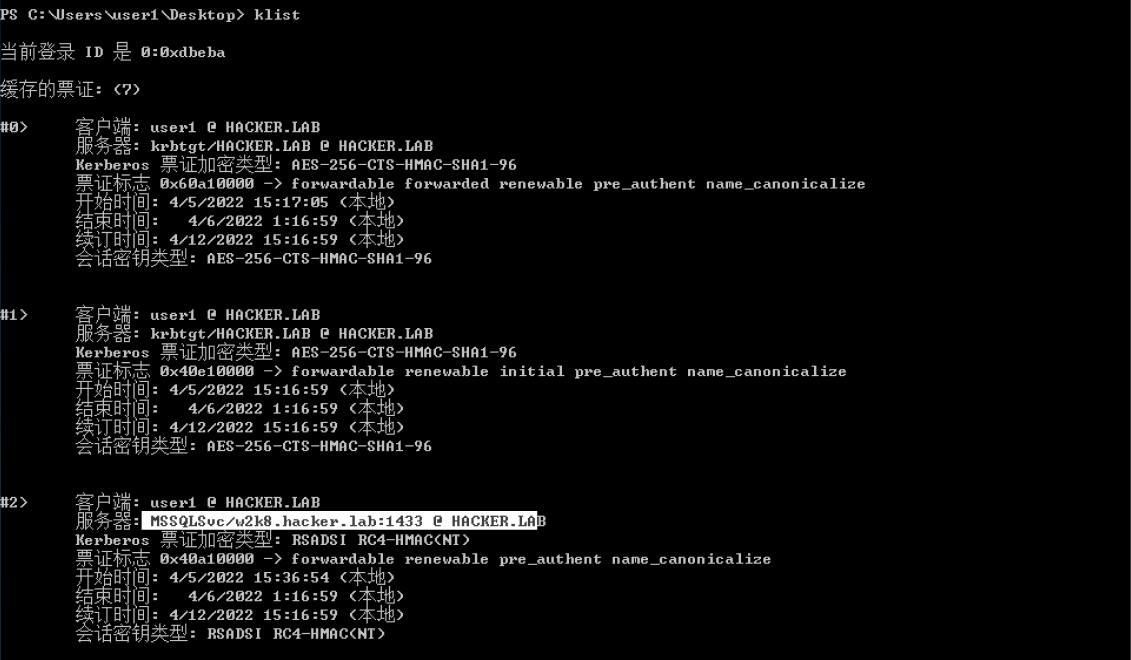 PS C:\Users\user1\Desktop> klist
当前登录 ID 是 0:0xdbeba
缓存的票证: (7)
#0> 客户端: user1 @ HACKER.LAB
服务器: krbtgt/HACKER.LAB @ HACKER.LAB
Kerberos 票证加密类型: AES-256-CTS-HMAC-SHA1-96
票证标志 0x60a10000 -> forwardable forwarded renewable pre_authent name_canonicalize
开始时间: 4/5/2022 15:17:05 (本地)
结束时间: 4/6/2022 1:16:59 (本地)
续订时间: 4/12/2022 15:16:59 (本地)
会话密钥类型: AES-256-CTS-HMAC-SHA1-96
#1> 客户端: user1 @ HACKER.LAB
服务器: krbtgt/HACKER.LAB @ HACKER.LAB
Kerberos 票证加密类型: AES-256-CTS-HMAC-SHA1-96
票证标志 0x40e10000 -> forwardable renewable initial pre_authent name_canonicalize
开始时间: 4/5/2022 15:16:59 (本地)
结束时间: 4/6/2022 1:16:59 (本地)
续订时间: 4/12/2022 15:16:59 (本地)
会话密钥类型: AES-256-CTS-HMAC-SHA1-96
#2> 客户端: user1 @ HACKER.LAB
服务器: MSSQLSvc/w2k8.hacker.lab:1433 @ HACKER.LAB
Kerberos 票证加密类型: RSADSI RC4-HMAC(NT)
票证标志 0x40a10000 -> forwardable renewable pre_authent name_canonicalize
开始时间: 4/5/2022 15:36:54 (本地)
结束时间: 4/6/2022 1:16:59 (本地)
续订时间: 4/12/2022 15:16:59 (本地)
会话密钥类型: RSADSI RC4-HMAC(NT)